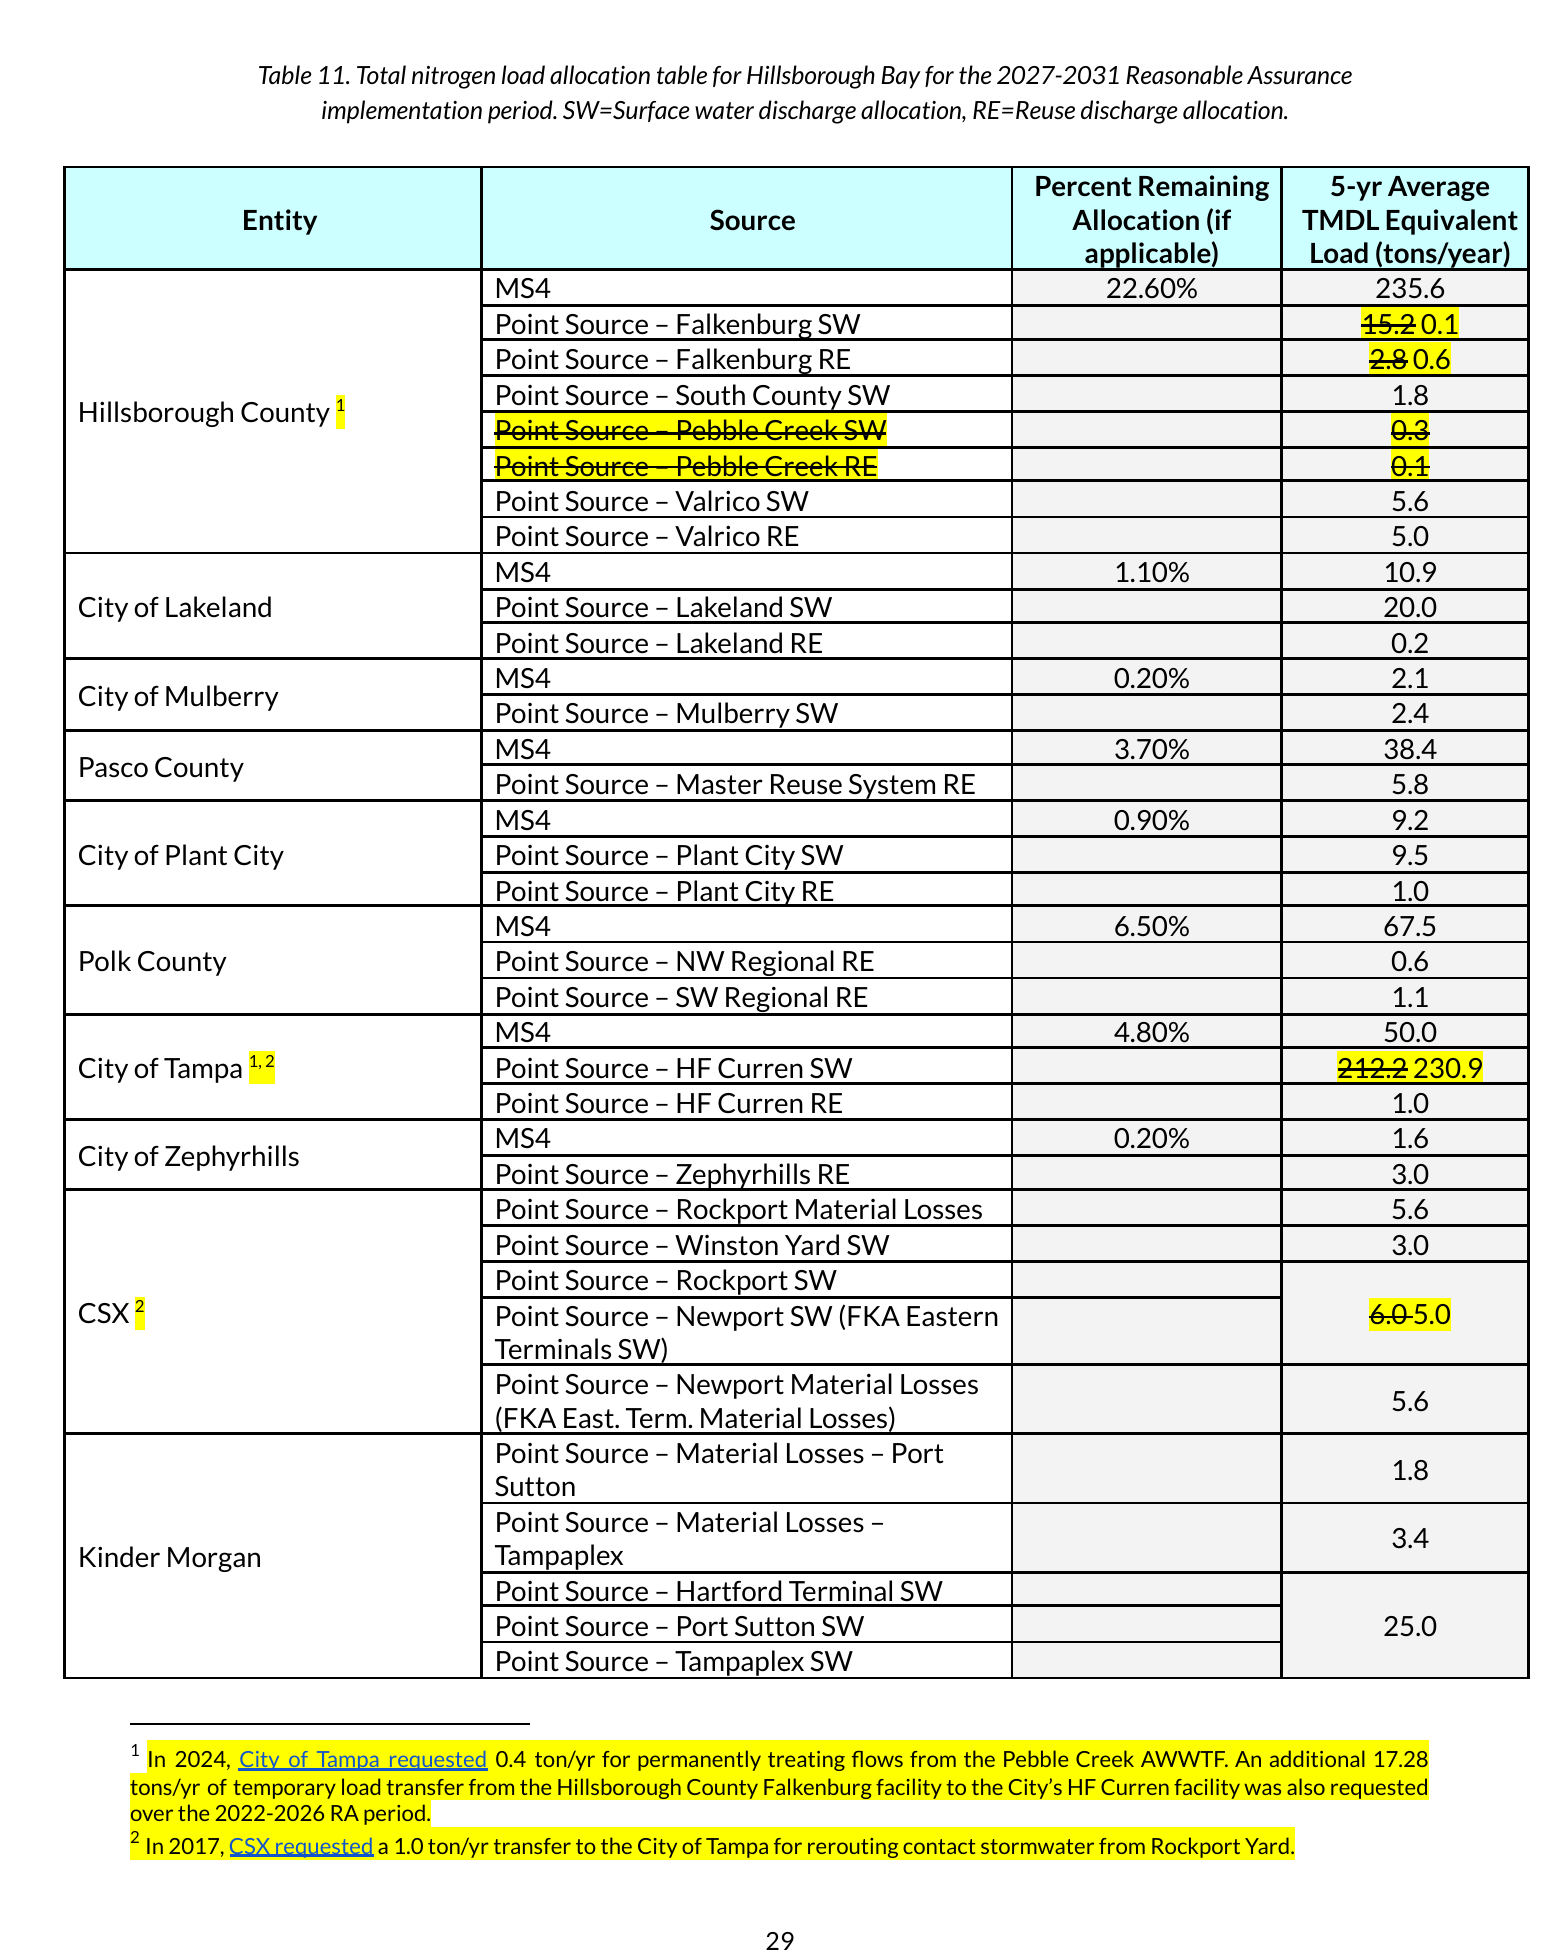 Table 11. Total nitrogen load allocation table for Hillsborough Bay for the 2027-2031 Reasonable Assurance
implementation period. SW=Surface water discharge allocation, RE=Reuse discharge allocation.
Entity
Source
Percent Remaining
Allocation (if
applicable)
5-yr Average
TMDL Equivalent
Load (tons/year)
Hillsborough County 1
MS4 22.60% 235.6
Point Source – Falkenburg SW 15.2 0.1
Point Source – Falkenburg RE 2.8 0.6
Point Source – South County SW 1.8
Point Source – Pebble Creek SW 0.3
Point Source – Pebble Creek RE 0.1
Point Source – Valrico SW 5.6
Point Source – Valrico RE 5.0
City of Lakeland
MS4 1.10% 10.9
Point Source – Lakeland SW 20.0
Point Source – Lakeland RE 0.2
City of Mulberry
MS4 0.20% 2.1
Point Source – Mulberry SW 2.4
Pasco County
MS4 3.70% 38.4
Point Source – Master Reuse System RE 5.8
City of Plant City
MS4 0.90% 9.2
Point Source – Plant City SW 9.5
Point Source – Plant City RE 1.0
Polk County
MS4 6.50% 67.5
Point Source – NW Regional RE 0.6
Point Source – SW Regional RE 1.1
City of Tampa 1, 2
MS4 4.80% 50.0
Point Source – HF Curren SW 212.2 230.9
Point Source – HF Curren RE 1.0
City of Zephyrhills
MS4 0.20% 1.6
Point Source – Zephyrhills RE 3.0
CSX 2
Point Source – Rockport Material Losses 5.6
Point Source – Winston Yard SW 3.0
Point Source – Rockport SW
Point Source – Newport SW (FKA Eastern
Terminals SW)
6.0 5.0
Point Source – Newport Material Losses
(FKA East. Term. Material Losses)
5.6
Kinder Morgan
Point Source – Material Losses – Port
Sutton
1.8
Point Source – Material Losses –
Tampaplex
3.4
Point Source – Hartford Terminal SW
Point Source – Port Sutton SW 25.0
Point Source – Tampaplex SW
1 In 2024, City of Tampa requested 0.4 ton/yr for permanently treating flows from the Pebble Creek AWWTF. An additional 17.28
tons/yr of temporary load transfer from the Hillsborough County Falkenburg facility to the City’s HF Curren facility was also requested
over the 2022-2026 RA period.
2 In 2017, CSX requested a 1.0 ton/yr transfer to the City of Tampa for rerouting contact stormwater from Rockport Yard.
29